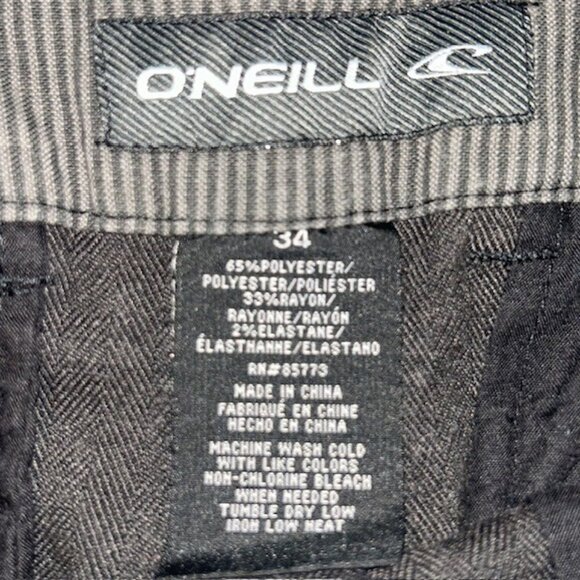 O'NEILL
34
65%POLYESTER/
POLYESTER/POLIÉSTER
33%RAYON/
RAYONNE/RAYÓN
2%ELASTANE/
ÉLASTHANNE/ELASTANO
RN#85773
MADE IN CHINA
FABRIQUÉ EN CHINE
HECHO EN CHINA
MACHINE WASH COLD
WITH LIKE COLORS
NON-CHLORINE BLEACH
WHEN NEEDED
TUMBLE DRY LOW
IRON LOW HEAT